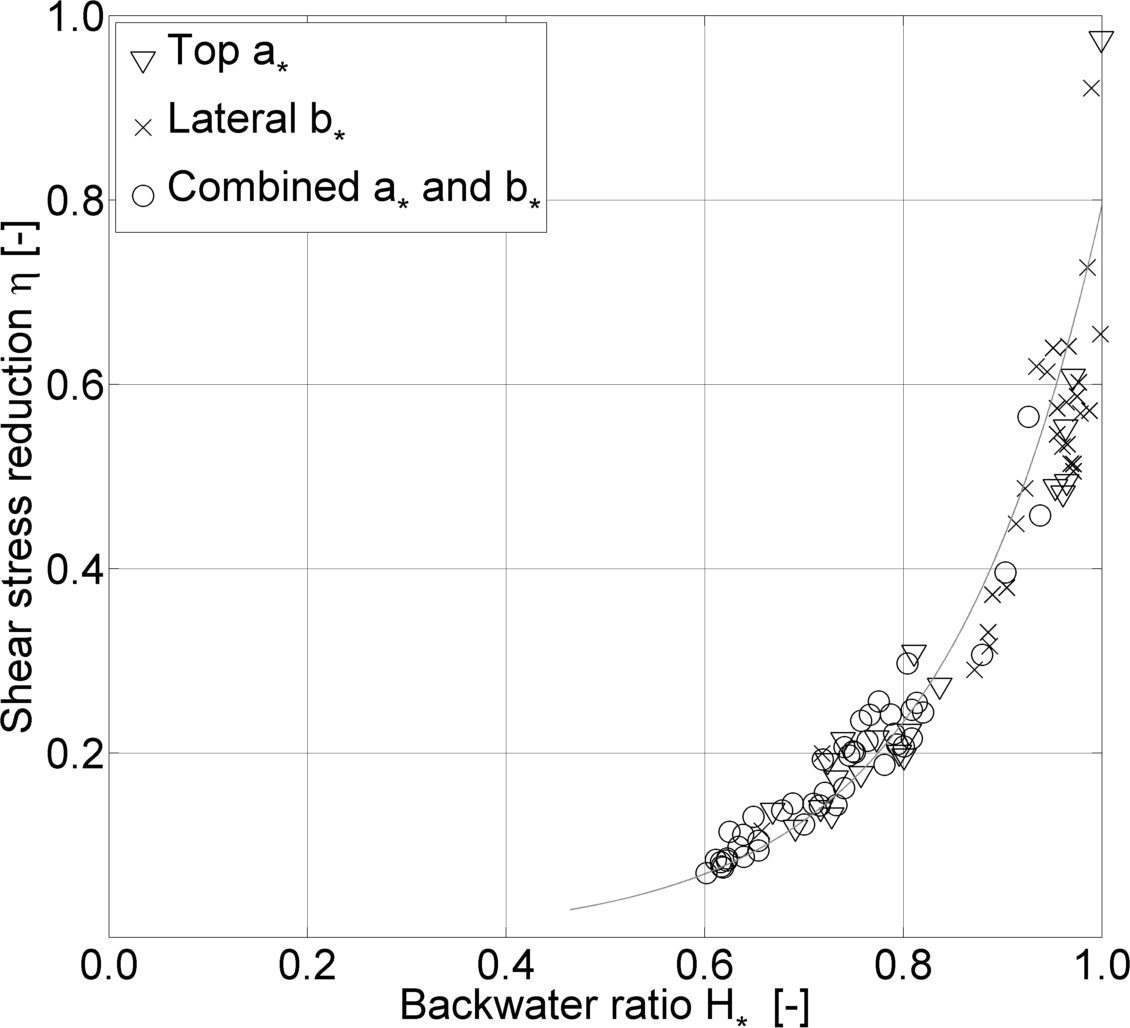 1.0
Top a*
Lateral b*
Combined a* and b*
0.8
0.6
0.4
0.2
Shear stress reduction η [-]
0.0 0.2 0.4 0.6 0.8 1.0
Backwater ratio H* [-]